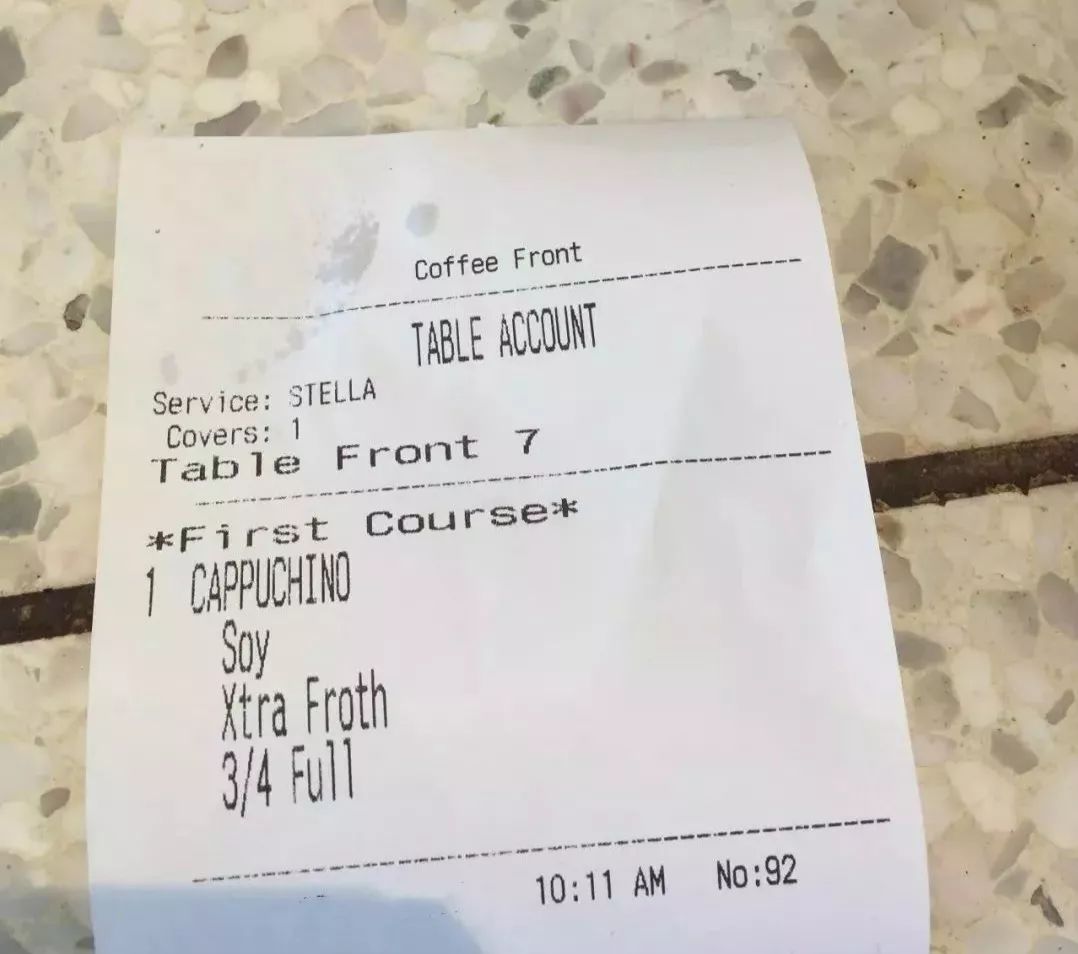 Coffee Front
TABLE ACCOUNT
Service: STELLA
Covers: 1
Table Front 7
*First Course*
1 CAPPUCHINO
Soy
Xtra Froth
3/4 Full
10:11 AM No:92